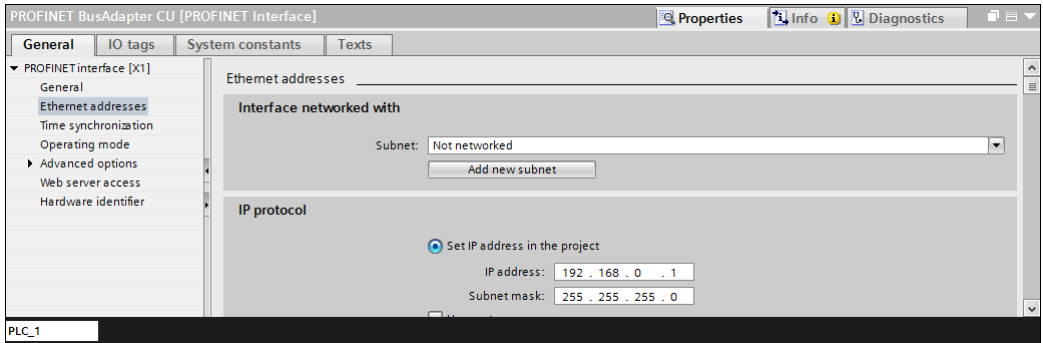 PROFINET BusAdapter CU [PROFINET Interface]
Properties
Info
Diagnostics
General
IO tags
System constants
Texts
PROFINET interface [X1]
General
Ethernet addresses
Time synchronization
Operating mode
Advanced options
Web server access
Hardware identifier
Ethernet addresses
Interface networked with
Subnet: Not networked
Add new subnet
IP protocol
Set IP address in the project
IP address: 192 . 168 . 0 . 1
Subnet mask: 255 . 255 . 255 . 0
PLC_1